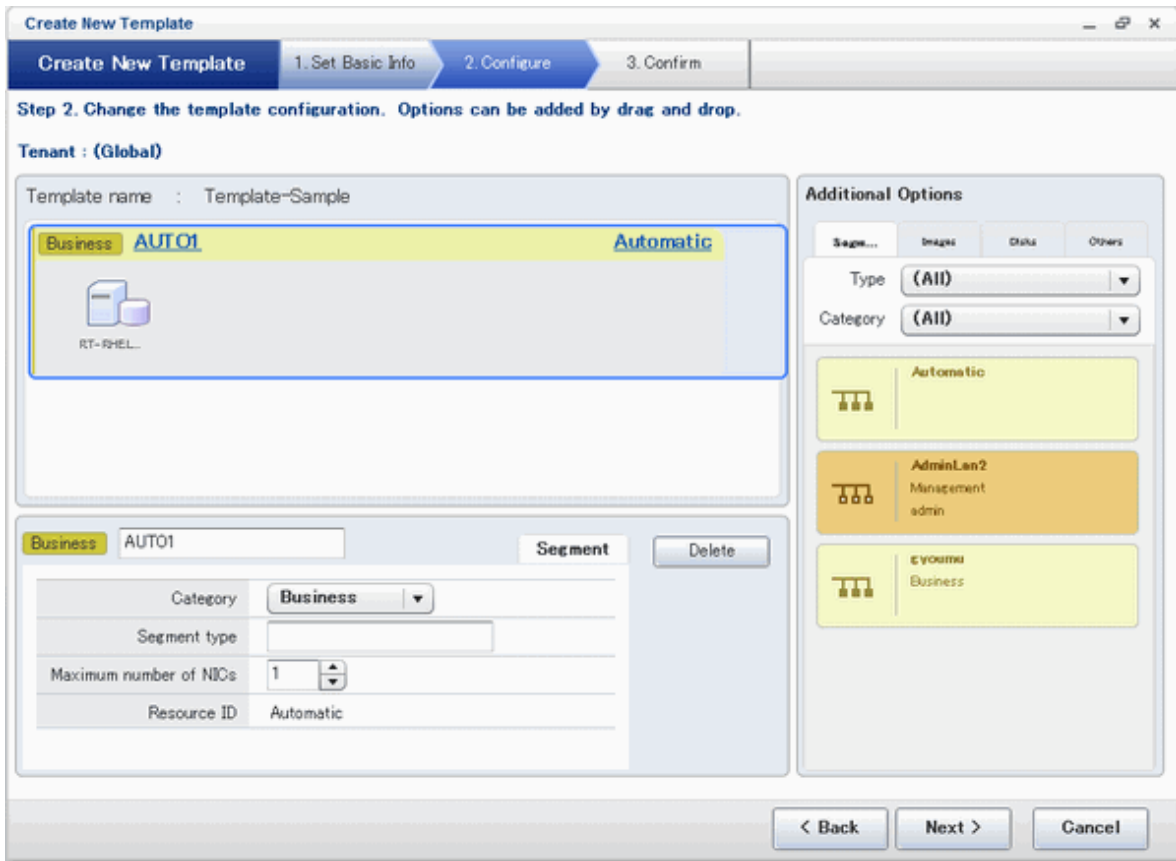 Create New Template
Create New Template
1. Set Basic Info
2. Configure
3. Confirm
Step 2. Change the template configuration. Options can be added by drag and drop.
Tenant : (Global)
Template name : Template-Sample
Business AUTO1 Automatic
RT-RHEL...
Business AUTO1
Segment
Delete
Category Business
Segment type
Maximum number of NICs 1
Resource ID Automatic
Additional Options
Segm...
Images
Disks
Others
Type (All)
Category (All)
Automatic
AdminLan2
Management
admin
gyoumu
Business
< Back
Next >
Cancel